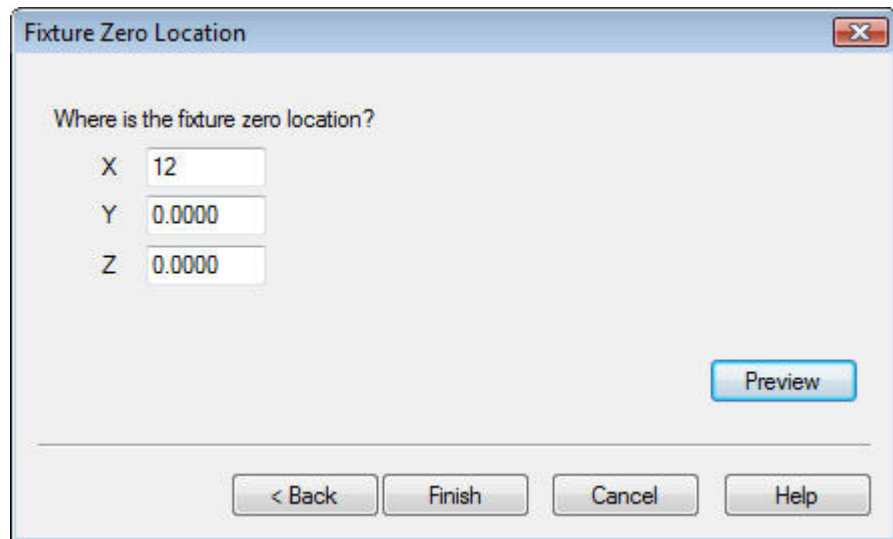 Fixture Zero Location
Where is the fixture zero location?
X 12
Y 0.0000
Z 0.0000
Preview
< Back Finish Cancel Help